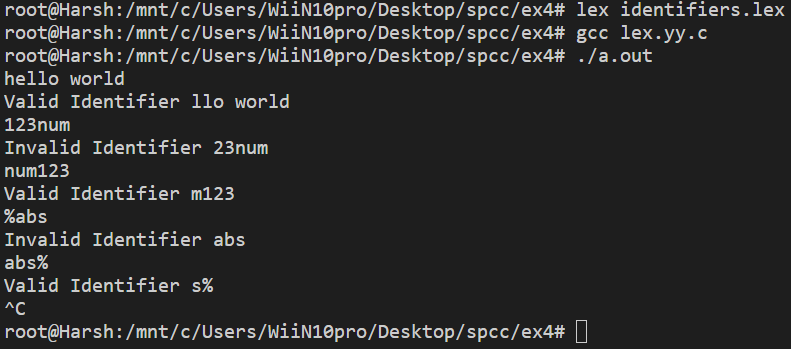 root@Harsh:/mnt/c/Users/WiiN10pro/Desktop/spcc/ex4# lex identifiers.lex
root@Harsh:/mnt/c/Users/WiiN10pro/Desktop/spcc/ex4# gcc lex.yy.c
root@Harsh:/mnt/c/Users/WiiN10pro/Desktop/spcc/ex4# ./a.out
hello world
Valid Identifier llo world
123num
Invalid Identifier 23num
num123
Valid Identifier m123
%abs
Invalid Identifier abs
abs%
Valid Identifier s%
^C
root@Harsh:/mnt/c/Users/WiiN10pro/Desktop/spcc/ex4#